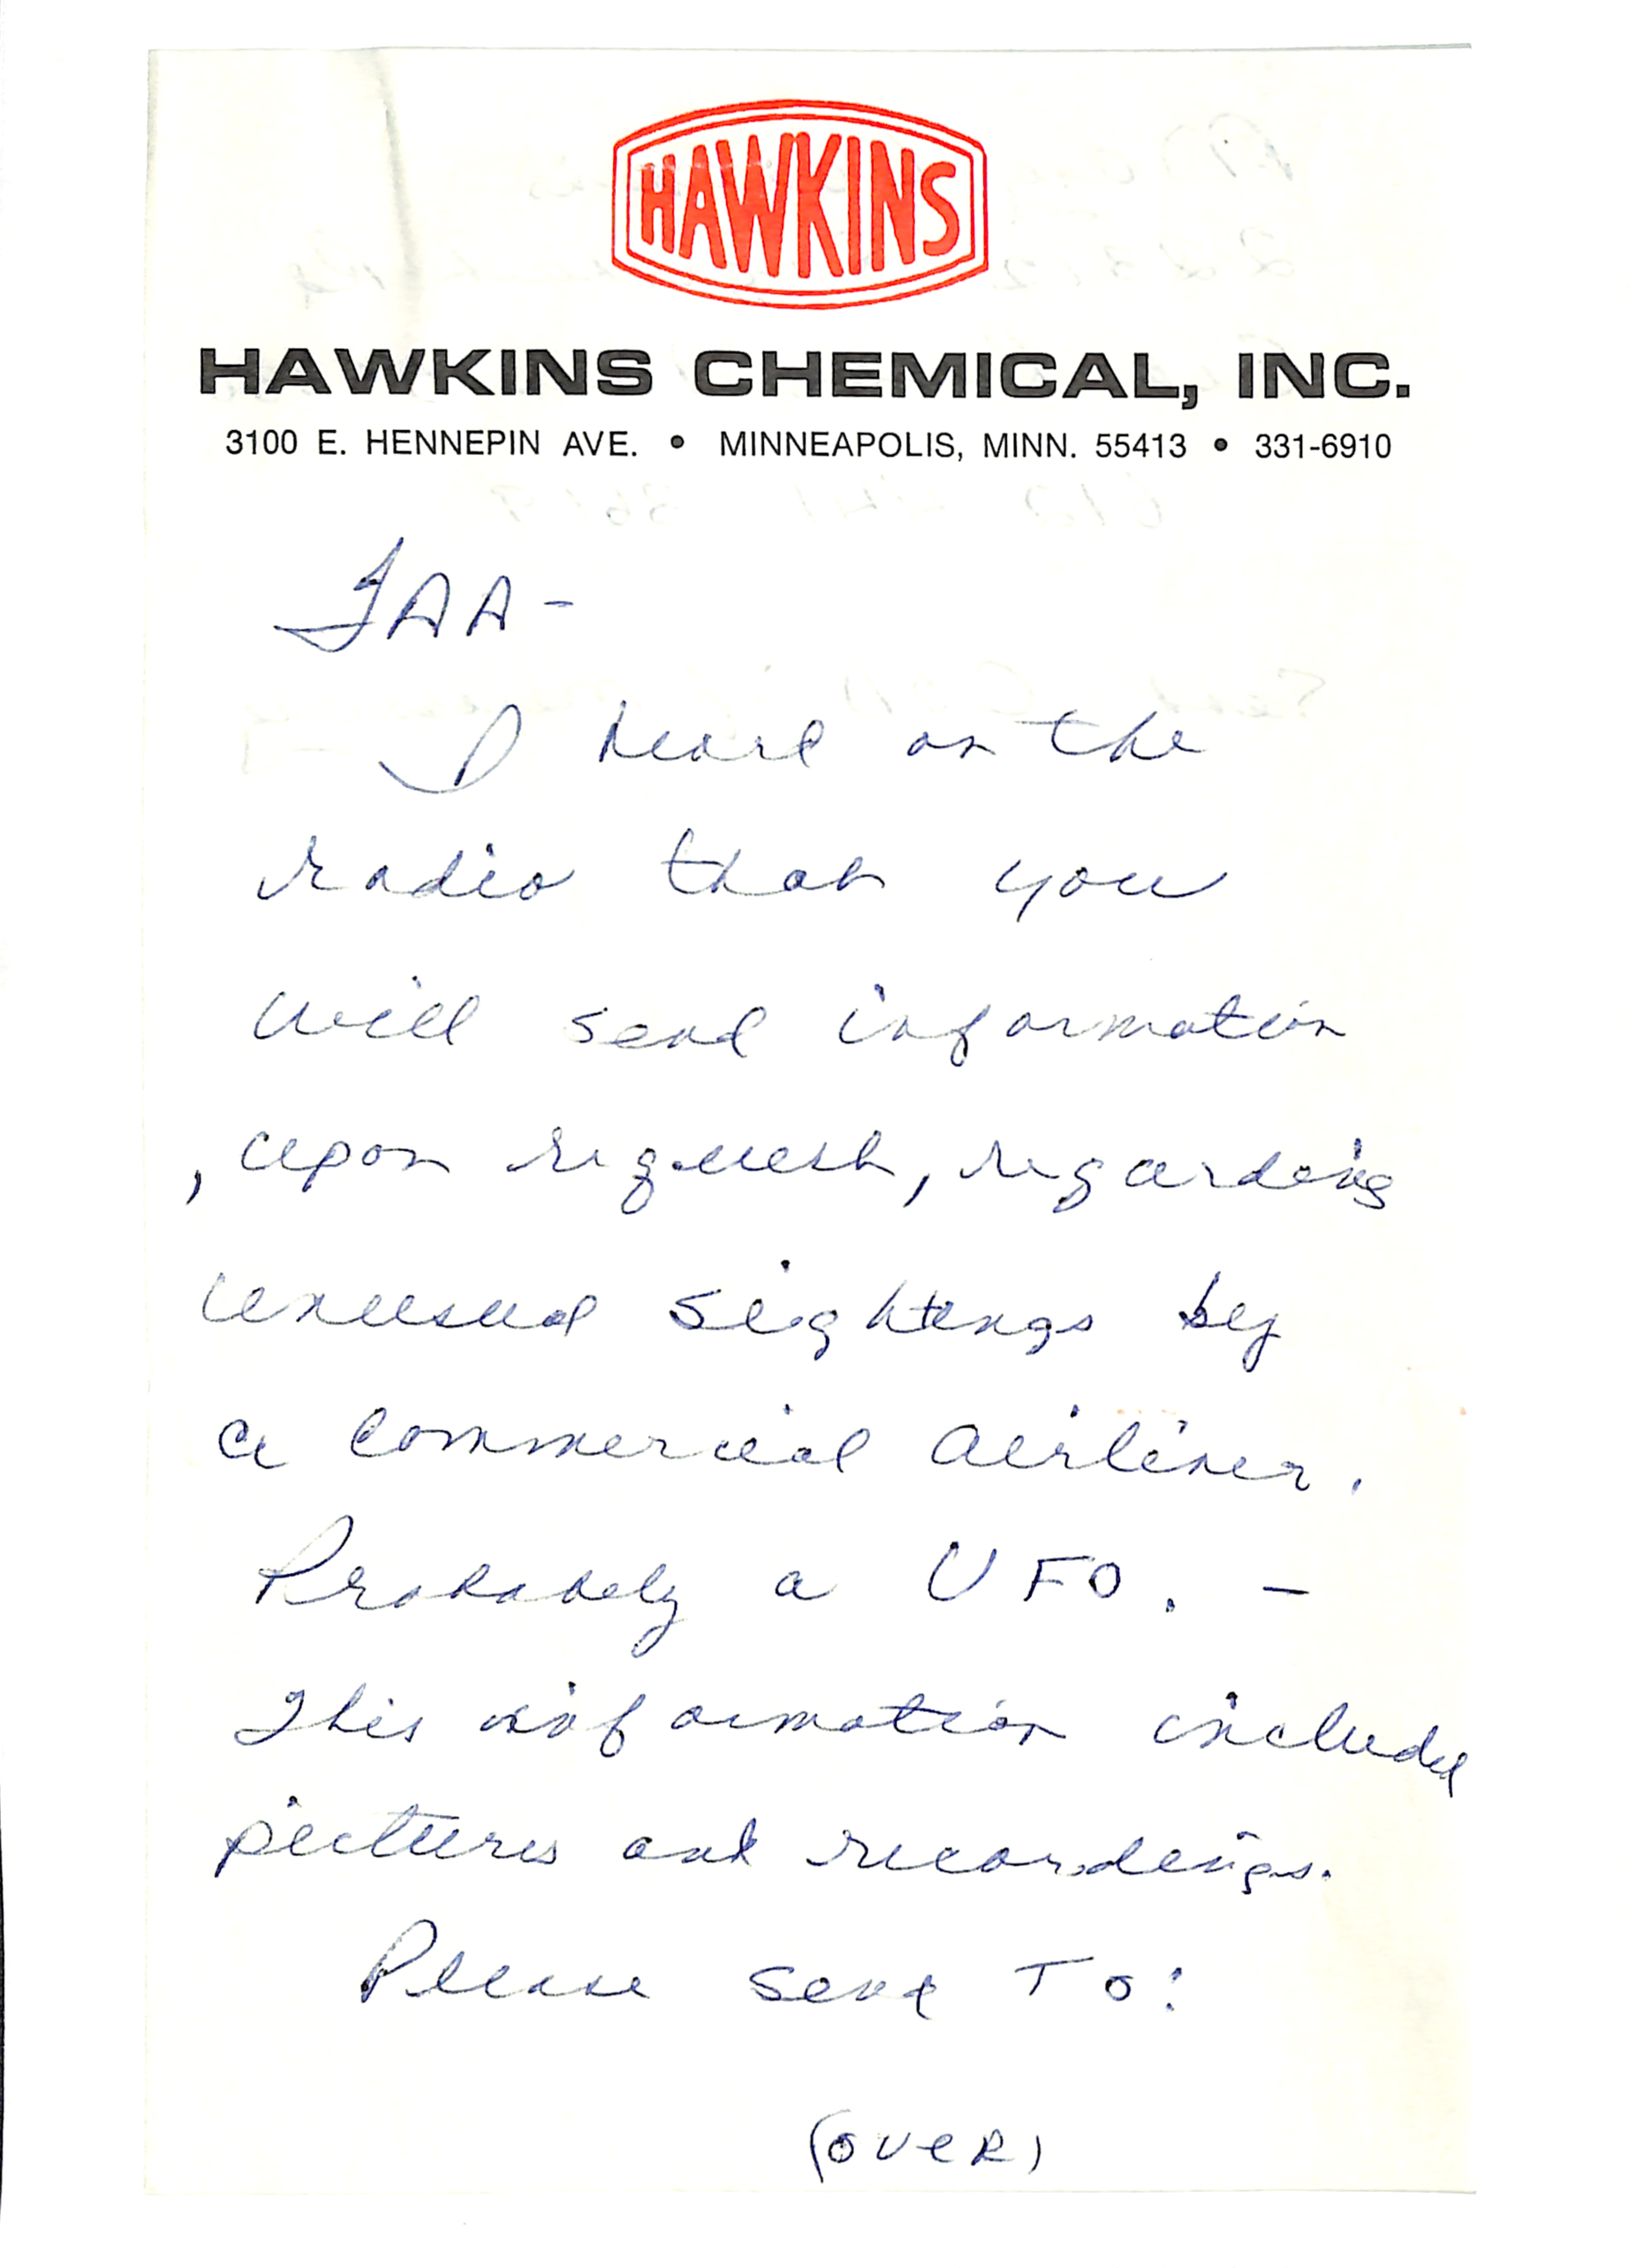 HAWKINS
HAWKINS CHEMICAL, INC.
3100 E. HENNEPIN AVE. • MINNEAPOLIS, MINN. 55413 • 331-6910
FAA -
I heard on the
radio that you
will send information
, upon request, regarding
unusual sightings by
a commercial airliner.
Probably a UFO. -
This information included
pictures and recordings.
Please send To:
(OVER)